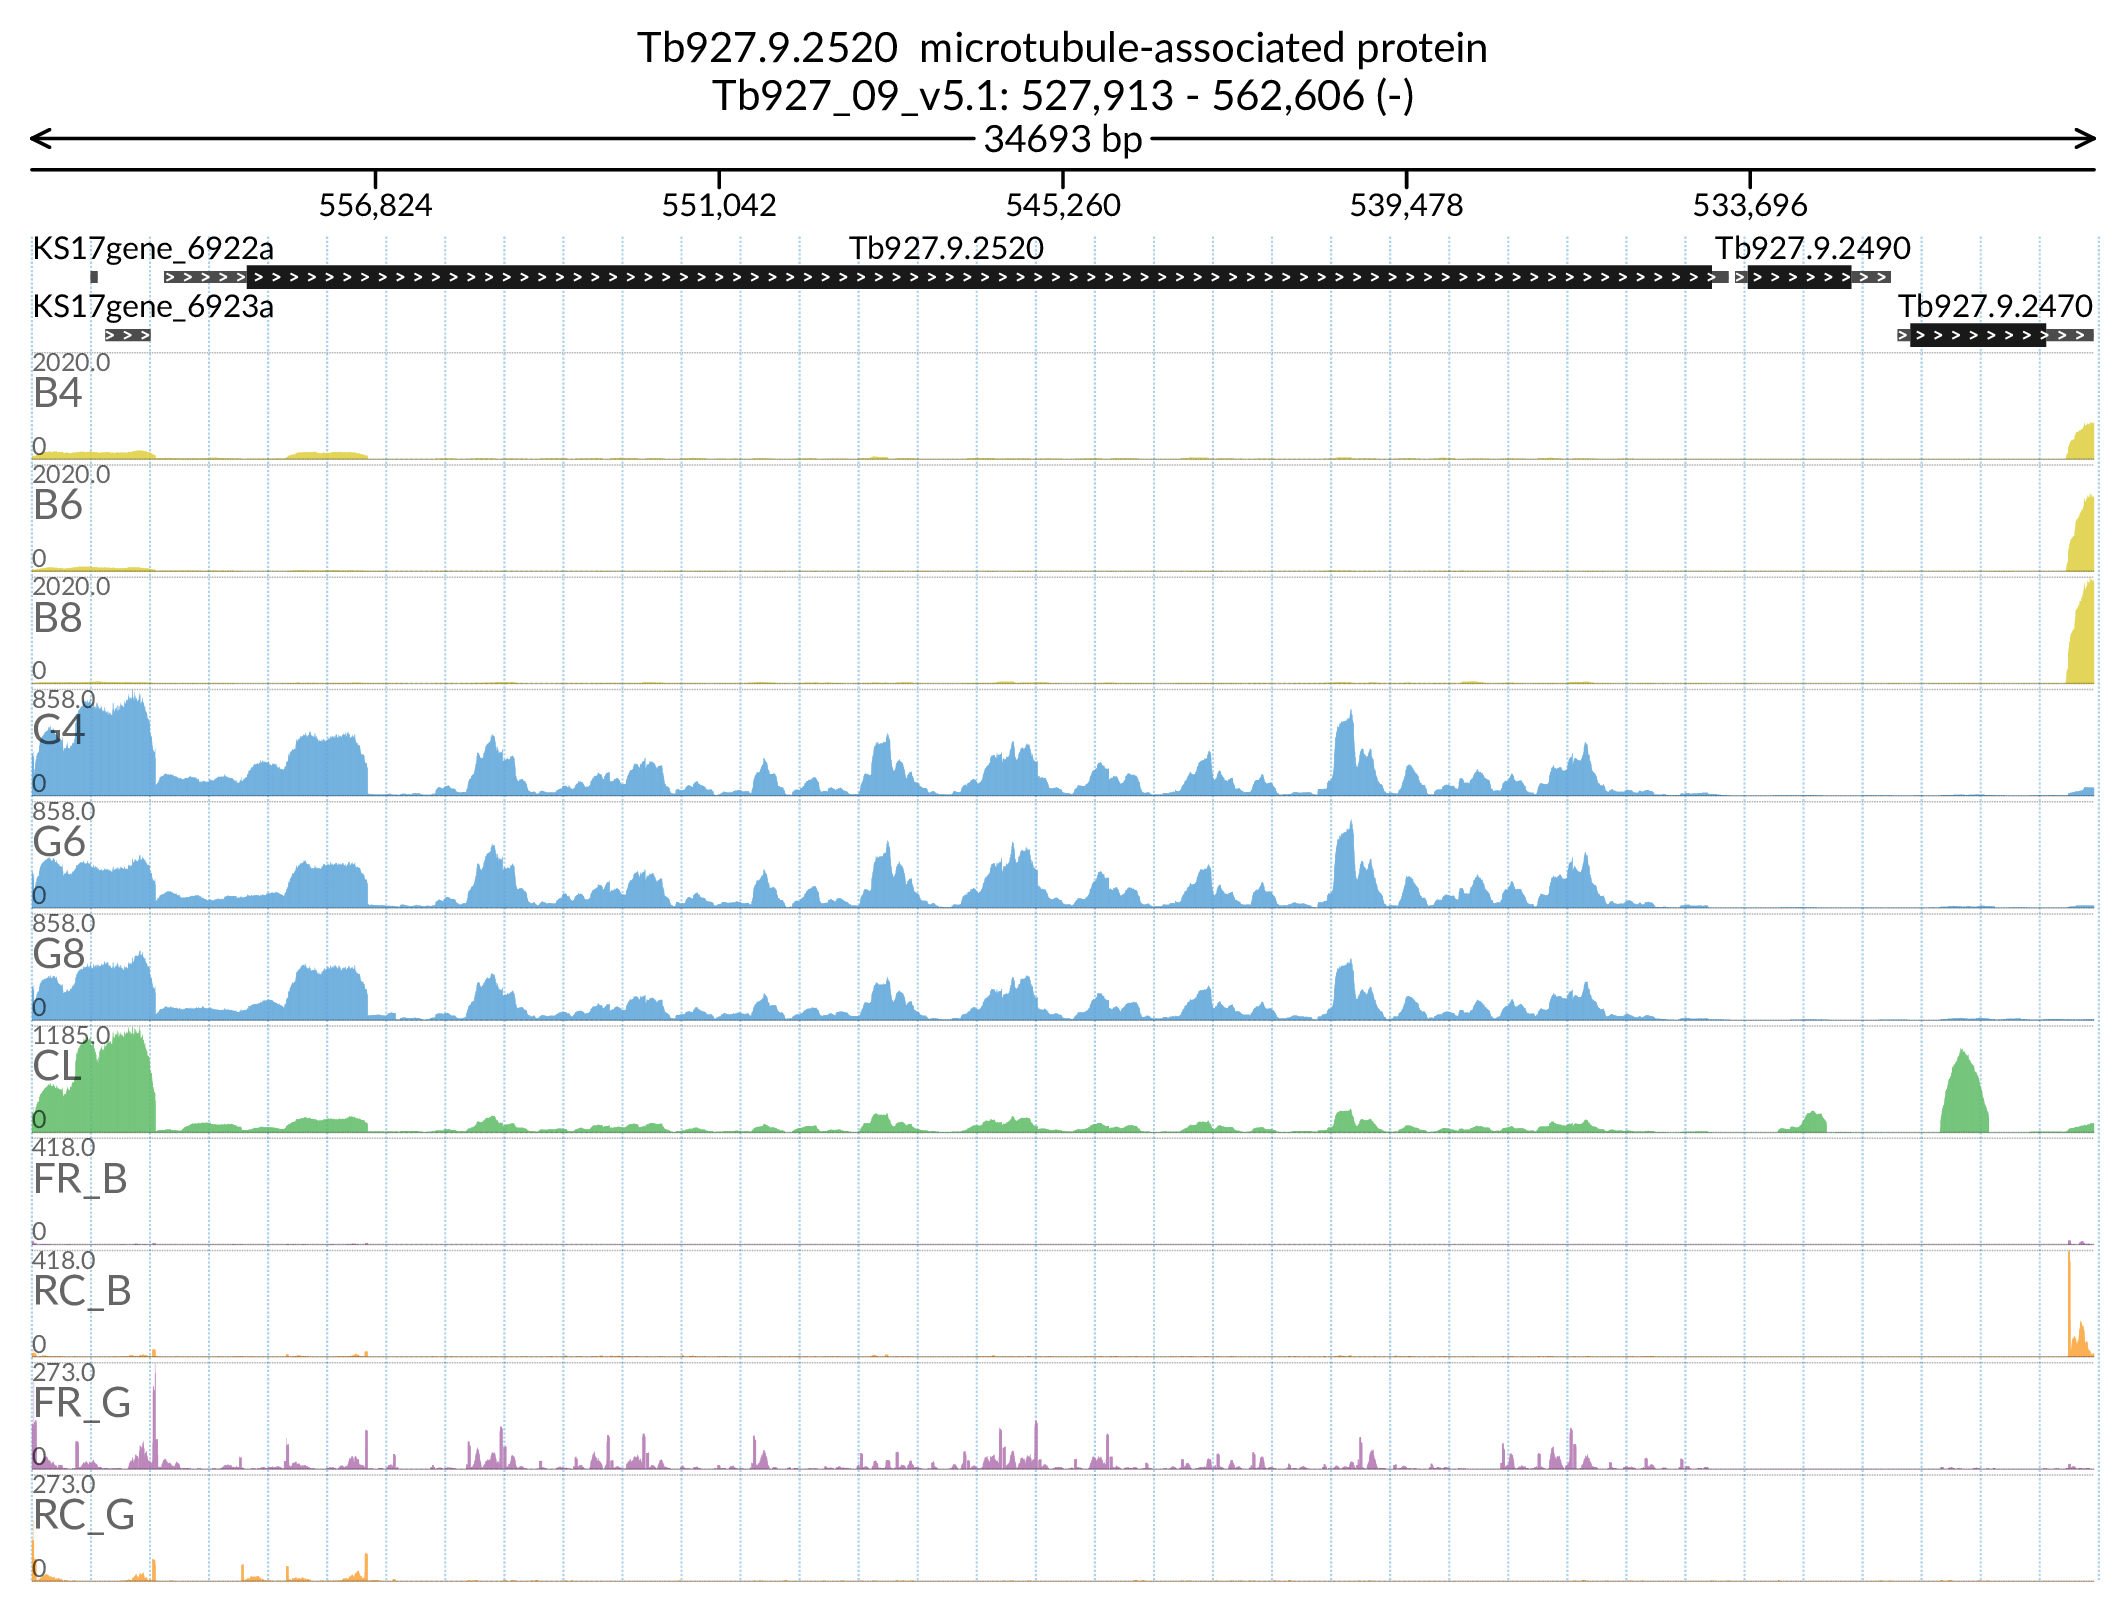 Tb927.9.2520 microtubule-associated protein
Tb927_09_v5.1: 527,913 - 562,606 (-)
34693 bp
556,824 551,042 545,260 539,478 533,696
KS17gene_6922a Tb927.9.2520 Tb927.9.2490
KS17gene_6923a Tb927.9.2470
2020.0
B4
0
2020.0
B6
0
2020.0
B8
0
858.0
G4
0
858.0
G6
0
858.0
G8
0
1185.0
CL
0
418.0
FR_B
0
418.0
RC_B
0
273.0
FR_G
0
273.0
RC_G
0